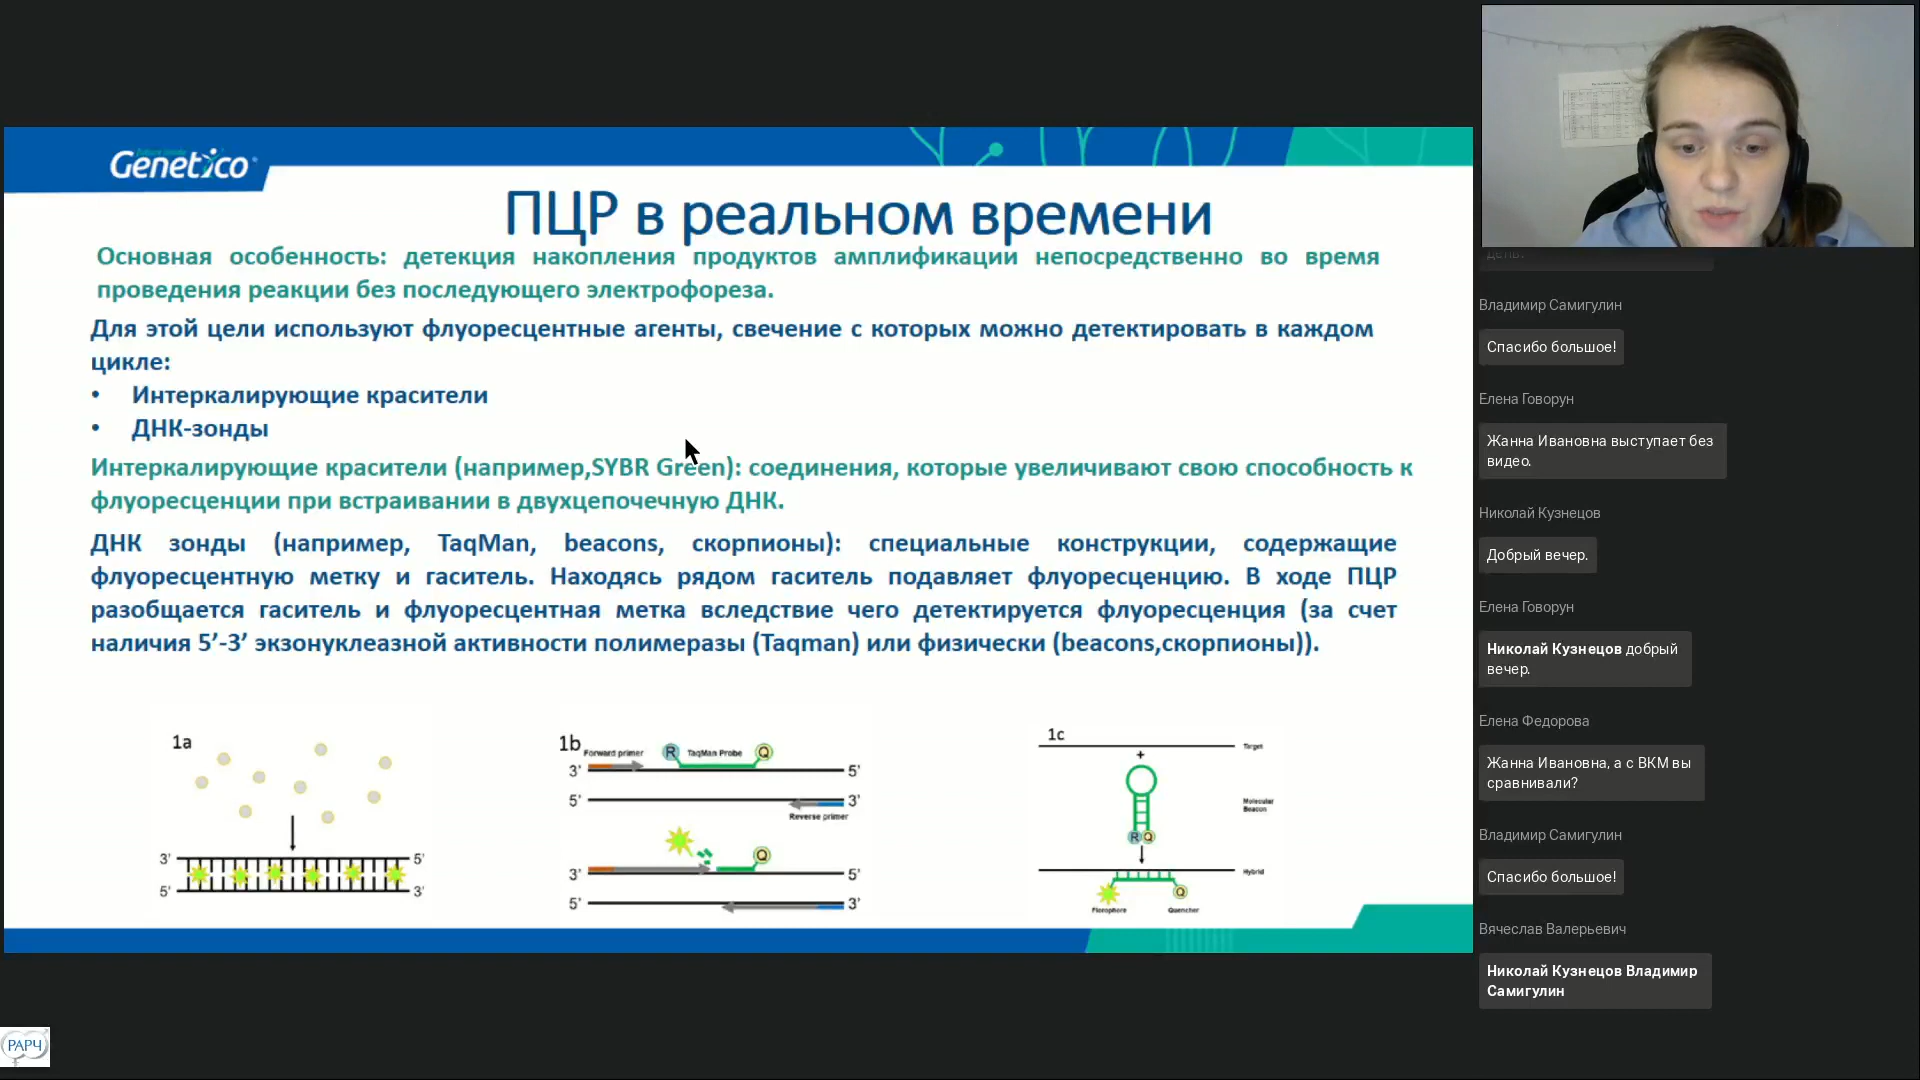 Genetico
ПЦР в реальном времени
Основная особенность: детекция накопления продуктов амплификации непосредственно во время
проведения реакции без последующего электрофореза.
Для этой цели используют флуоресцентные агенты, свечение с которых можно детектировать в каждом
цикле:
• Интеркалирующие красители
• ДНК-зонды
Интеркалирующие красители (например,SYBR Green): соединения, которые увеличивают свою способность к
флуоресценции при встраивании в двухцепочечную ДНК.
ДНК зонды (например, TaqMan, beacons, скорпионы): специальные конструкции, содержащие
флуоресцентную метку и гаситель. Находясь рядом гаситель подавляет флуоресценцию. В ходе ПЦР
разобщается гаситель и флуоресцентная метка вследствие чего детектируется флуоресценция (за счет
наличия 5’-3’ экзонуклеазной активности полимеразы (Taqman) или физически (beacons,скорпионы)).
1a
3’ 5’
5’ 3’
1b
Forward primer R TaqMan Probe Q
3’ 5’
5’ 3’
Reverse primer
Q
3’ 5’
5’ 3’
1c
Target
+
Molecular
Beacon
R Q
Hybrid
Q
Florophore Quencher
РАРЧ
день.
Владимир Самигулин
Спасибо большое!
Елена Говорун
Жанна Ивановна выступает без
видео.
Николай Кузнецов
Добрый вечер.
Елена Говорун
Николай Кузнецов добрый
вечер.
Елена Федорова
Жанна Ивановна, а с ВКМ вы
сравнивали?
Владимир Самигулин
Спасибо большое!
Вячеслав Валерьевич
Николай Кузнецов Владимир
Самигулин